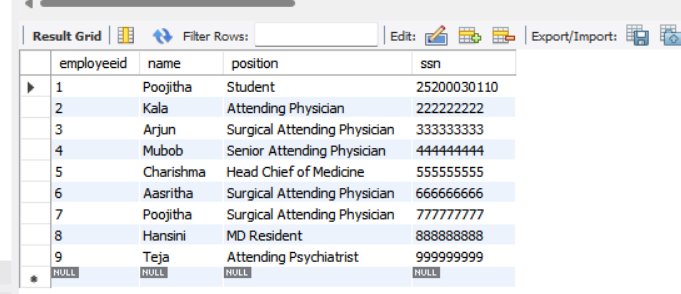 Result Grid Filter Rows: Edit: Export/Import:
employeeid name position ssn
1 Poojitha Student 25200030110
2 Kala Attending Physician 222222222
3 Arjun Surgical Attending Physician 333333333
4 Mubob Senior Attending Physician 444444444
5 Charishma Head Chief of Medicine 555555555
6 Aasritha Surgical Attending Physician 666666666
7 Poojitha Surgical Attending Physician 777777777
8 Hansini MD Resident 888888888
9 Teja Attending Psychiatrist 999999999
NULL NULL NULL NULL